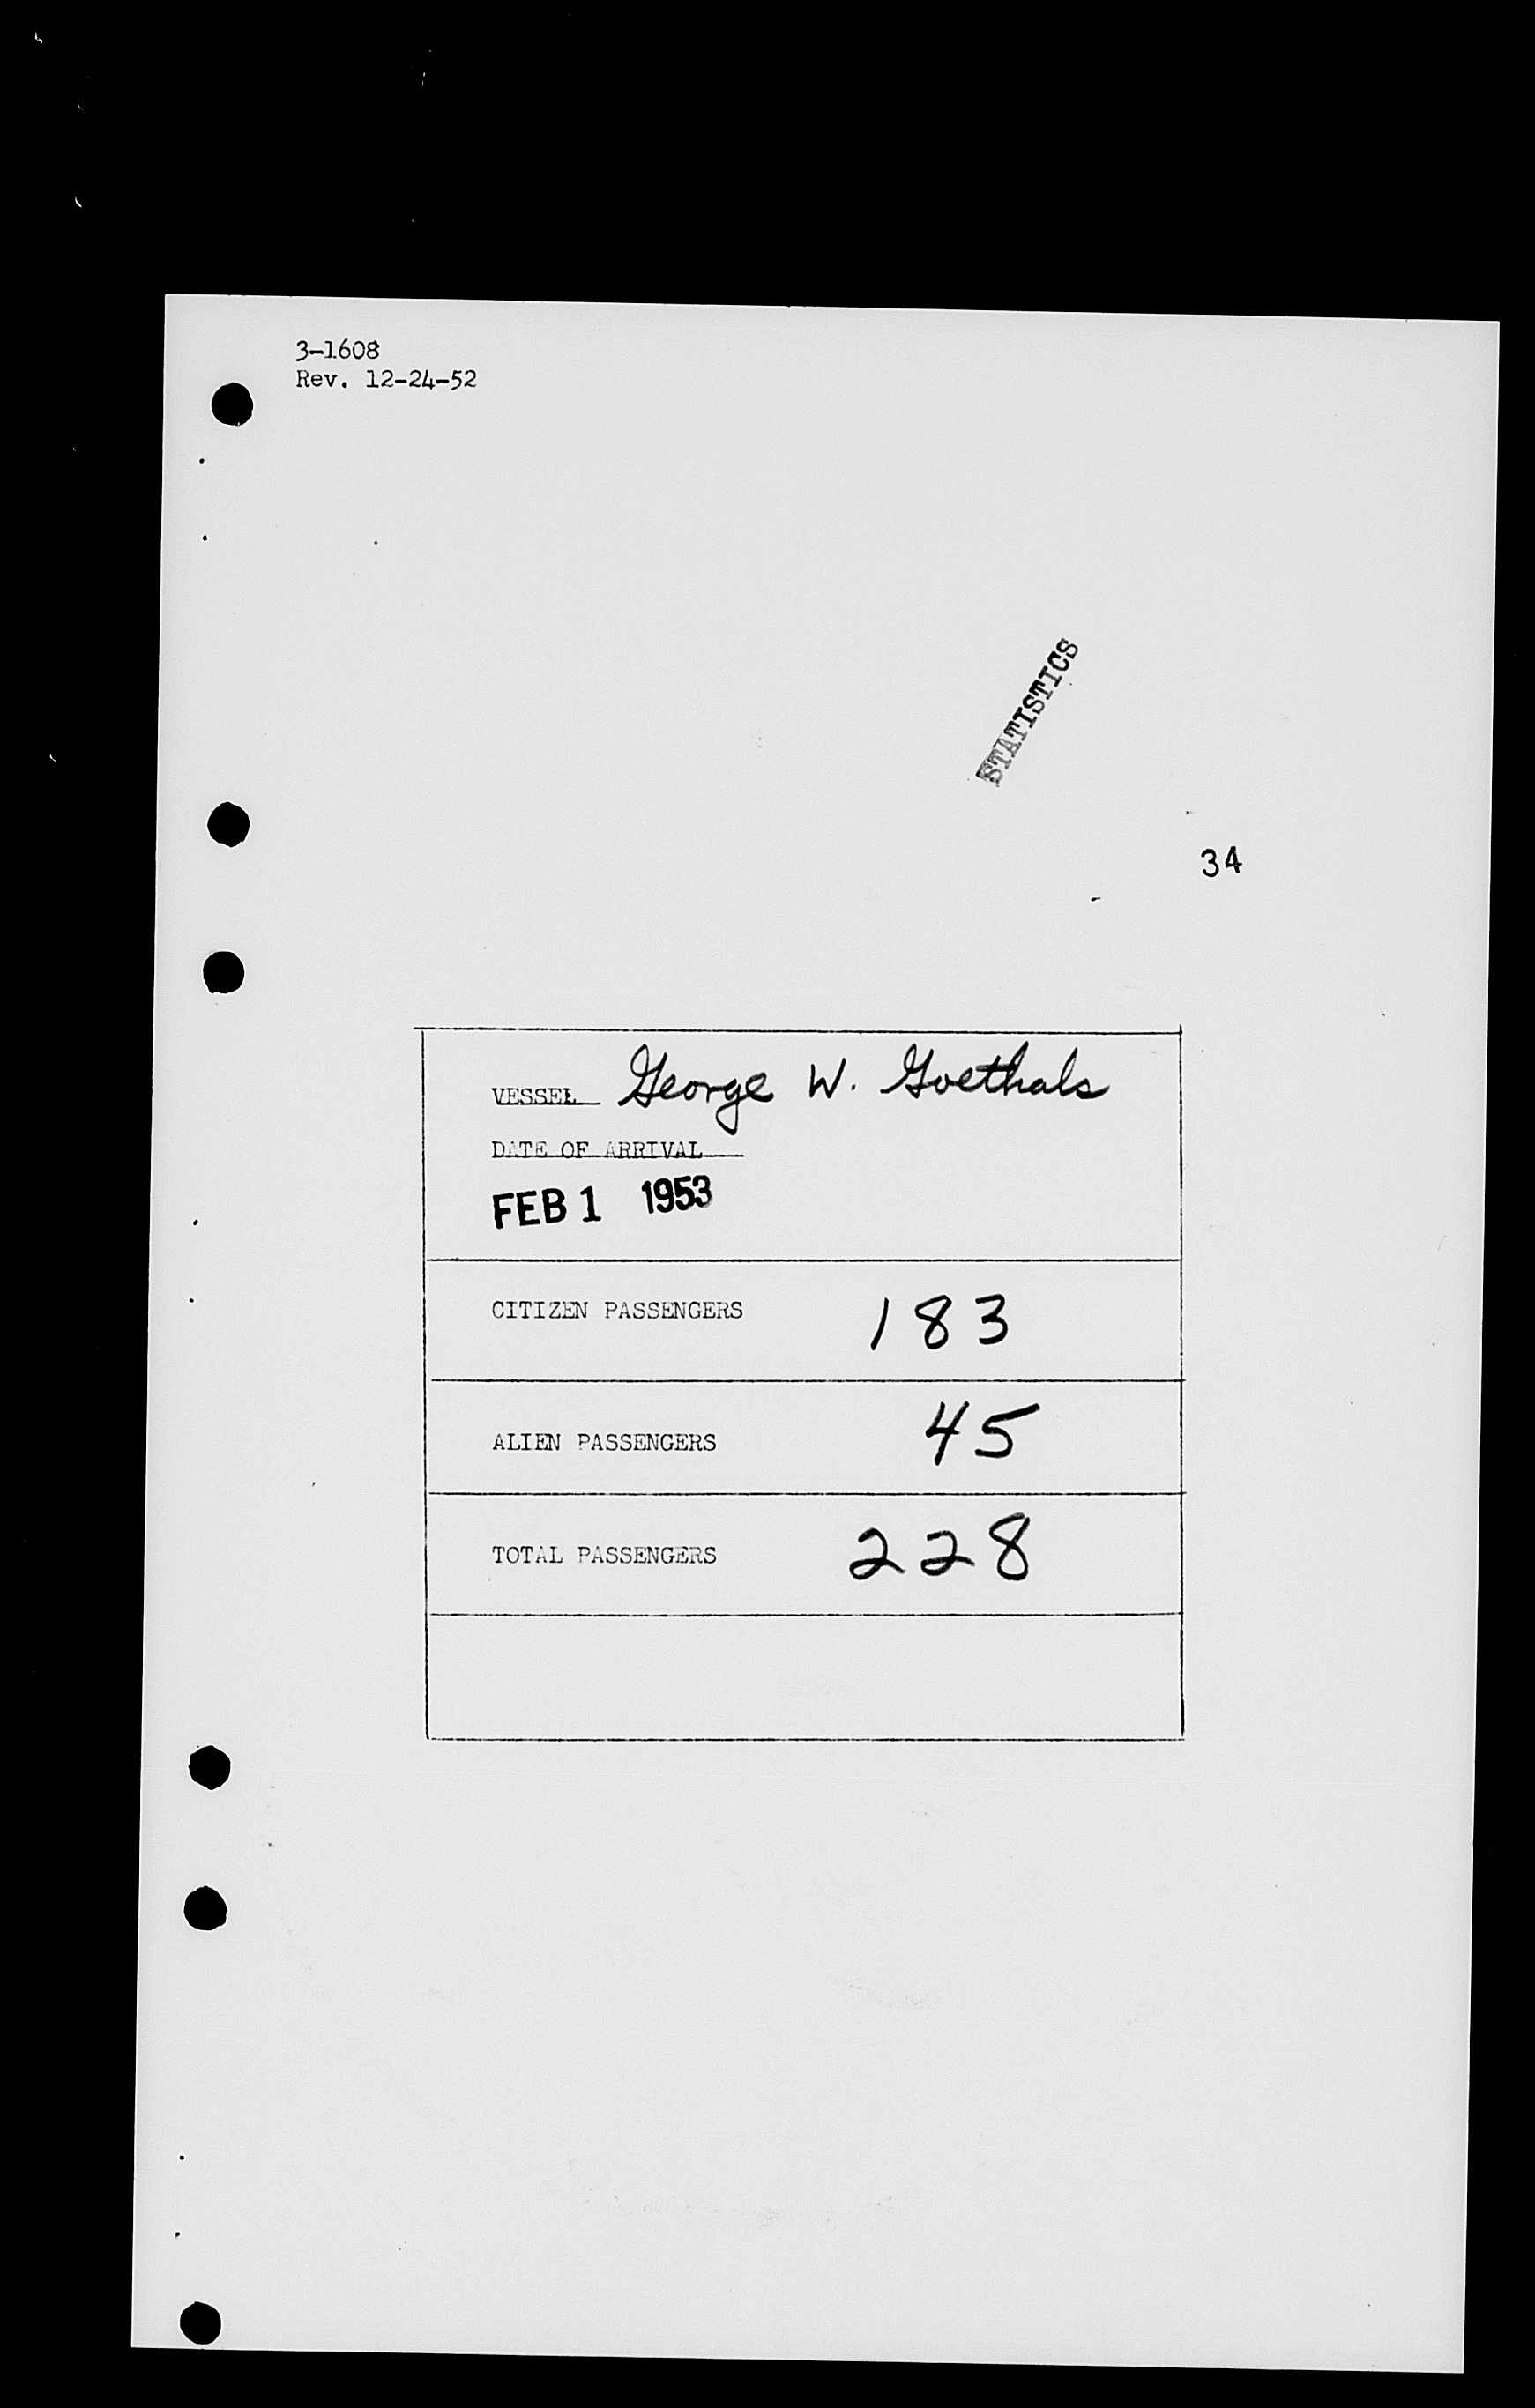 3-1608
Rev. 12-24-52
STATISTICS
34
VESSEL George W. Goethals
DATE OF ARRIVAL
FEB 1 1953
CITIZEN PASSENGERS 183
ALIEN PASSENGERS 45
TOTAL PASSENGERS 228